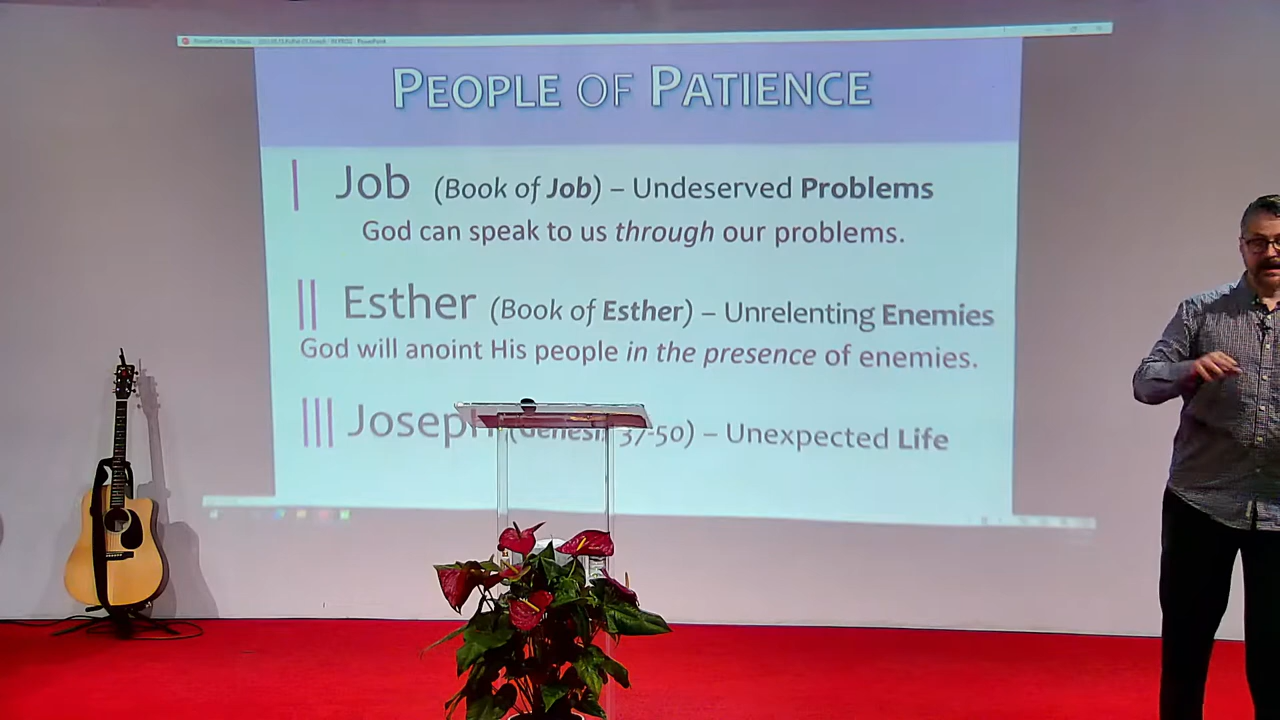 PEOPLE OF PATIENCE
| Job (Book of Job) – Undeserved Problems
God can speak to us through our problems.
|| Esther (Book of Esther) – Unrelenting Enemies
God will anoint His people in the presence of enemies.
||| Joseph (Genesis 37-50) – Unexpected Life